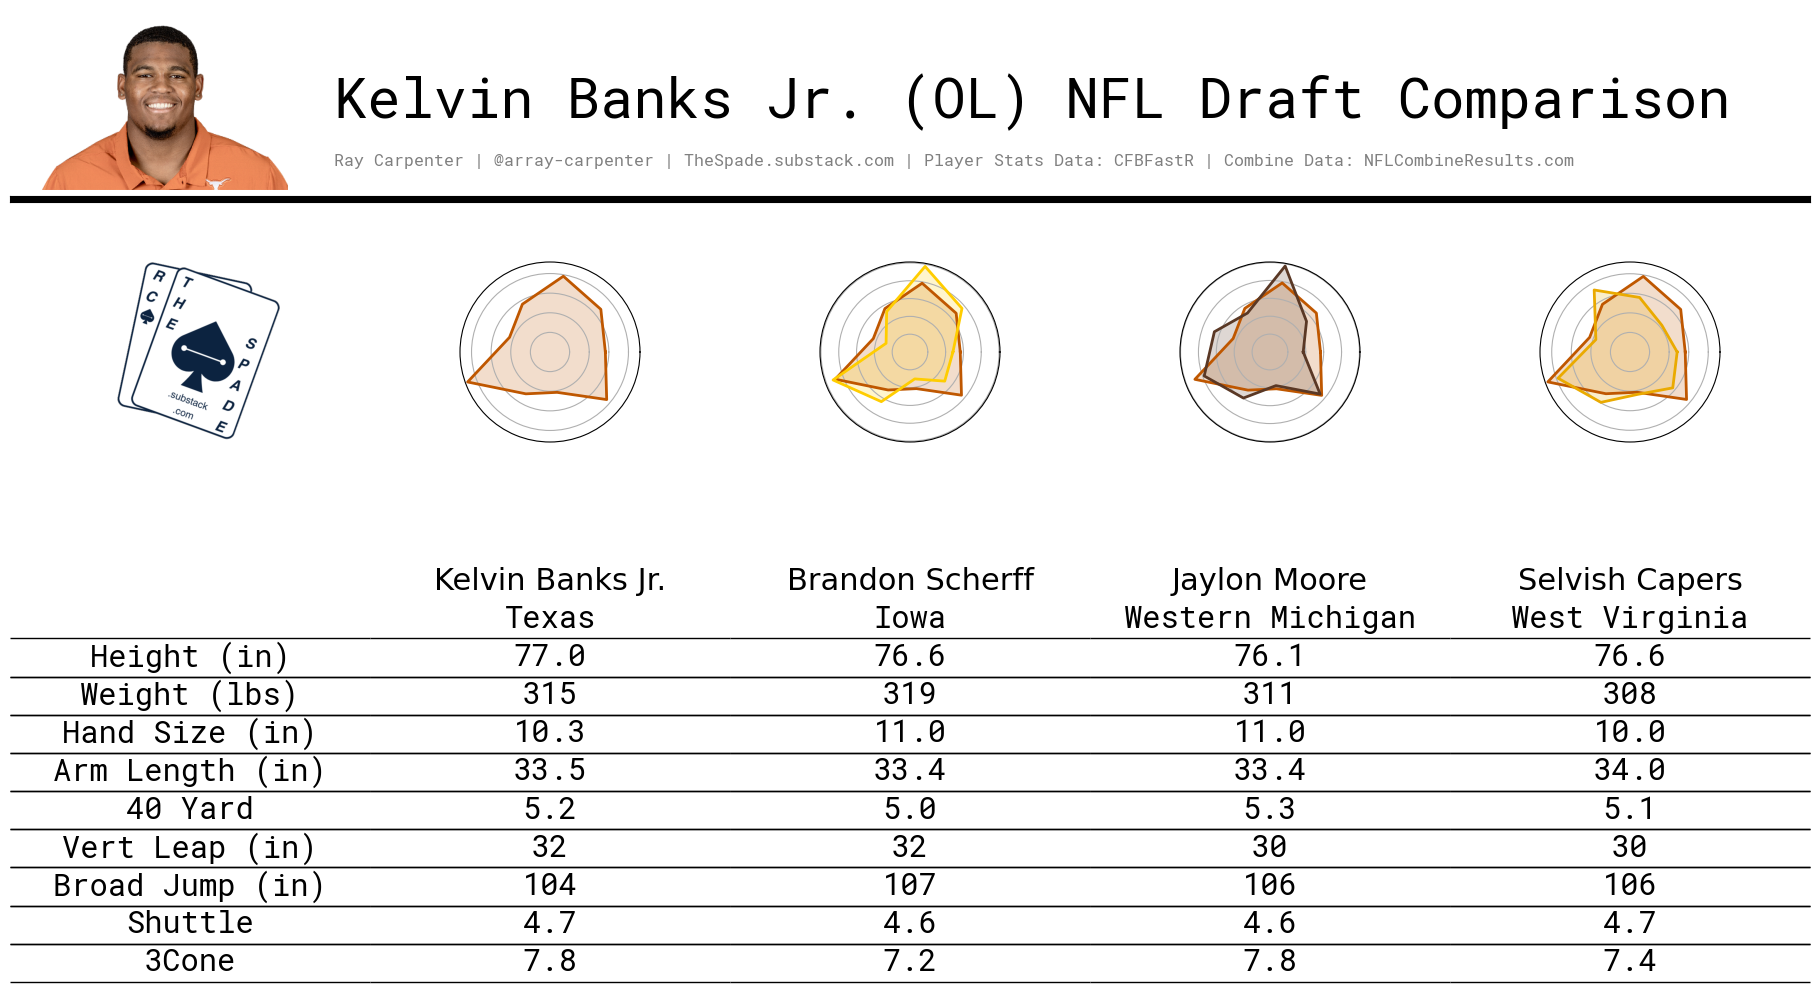 Kelvin Banks Jr. (OL) NFL Draft Comparison
Ray Carpenter | @array-carpenter | TheSpade.substack.com | Player Stats Data: CFBFastR | Combine Data: NFLCombineResults.com
R C
THE SPADE
.substack
.com
Kelvin Banks Jr. Brandon Scherff Jaylon Moore Selvish Capers
Texas Iowa Western Michigan West Virginia
Height (in) 77.0 76.6 76.1 76.6
Weight (lbs) 315 319 311 308
Hand Size (in) 10.3 11.0 11.0 10.0
Arm Length (in) 33.5 33.4 33.4 34.0
40 Yard 5.2 5.0 5.3 5.1
Vert Leap (in) 32 32 30 30
Broad Jump (in) 104 107 106 106
Shuttle 4.7 4.6 4.6 4.7
3Cone 7.8 7.2 7.8 7.4